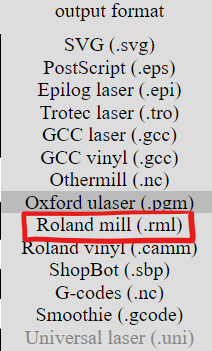 output format
SVG (.svg)
PostScript (.eps)
Epilog laser (.epi)
Trotec laser (.tro)
GCC laser (.gcc)
GCC vinyl (.gcc)
Othermill (.nc)
Oxford ulaser (.pgm)
Roland mill (.rml)
Roland vinyl (.camm)
ShopBot (.sbp)
G-codes (.nc)
Smoothie (.gcode)
Universal laser (.uni)